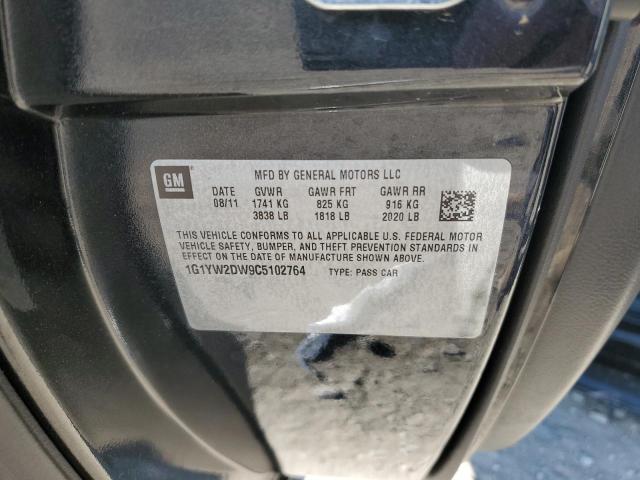 GM
MFD BY GENERAL MOTORS LLC
DATE GVWR GAWR FRT GAWR RR
08/11 1741 KG 825 KG 916 KG
3838 LB 1818 LB 2020 LB
THIS VEHICLE CONFORMS TO ALL APPLICABLE U.S. FEDERAL MOTOR
VEHICLE SAFETY, BUMPER, AND THEFT PREVENTION STANDARDS IN
EFFECT ON THE DATE OF MANUFACTURE SHOWN ABOVE.
1G1YW2DW9C5102764 TYPE: PASS CAR